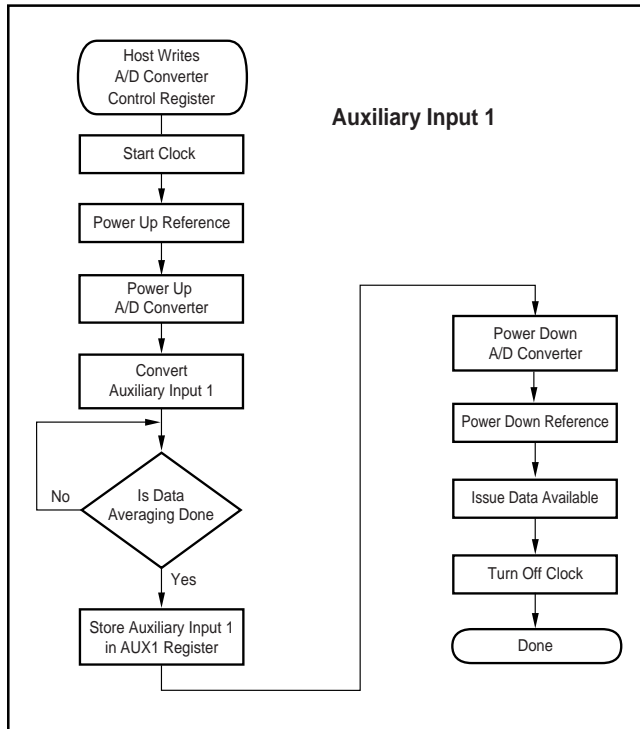 Host Writes
A/D Converter
Control Register
Auxiliary Input 1
Start Clock
Power Up Reference
Power Up
A/D Converter
Convert
Auxiliary Input 1
No
Is Data
Averaging Done
Yes
Store Auxiliary Input 1
in AUX1 Register
Power Down
A/D Converter
Power Down Reference
Issue Data Available
Turn Off Clock
Done